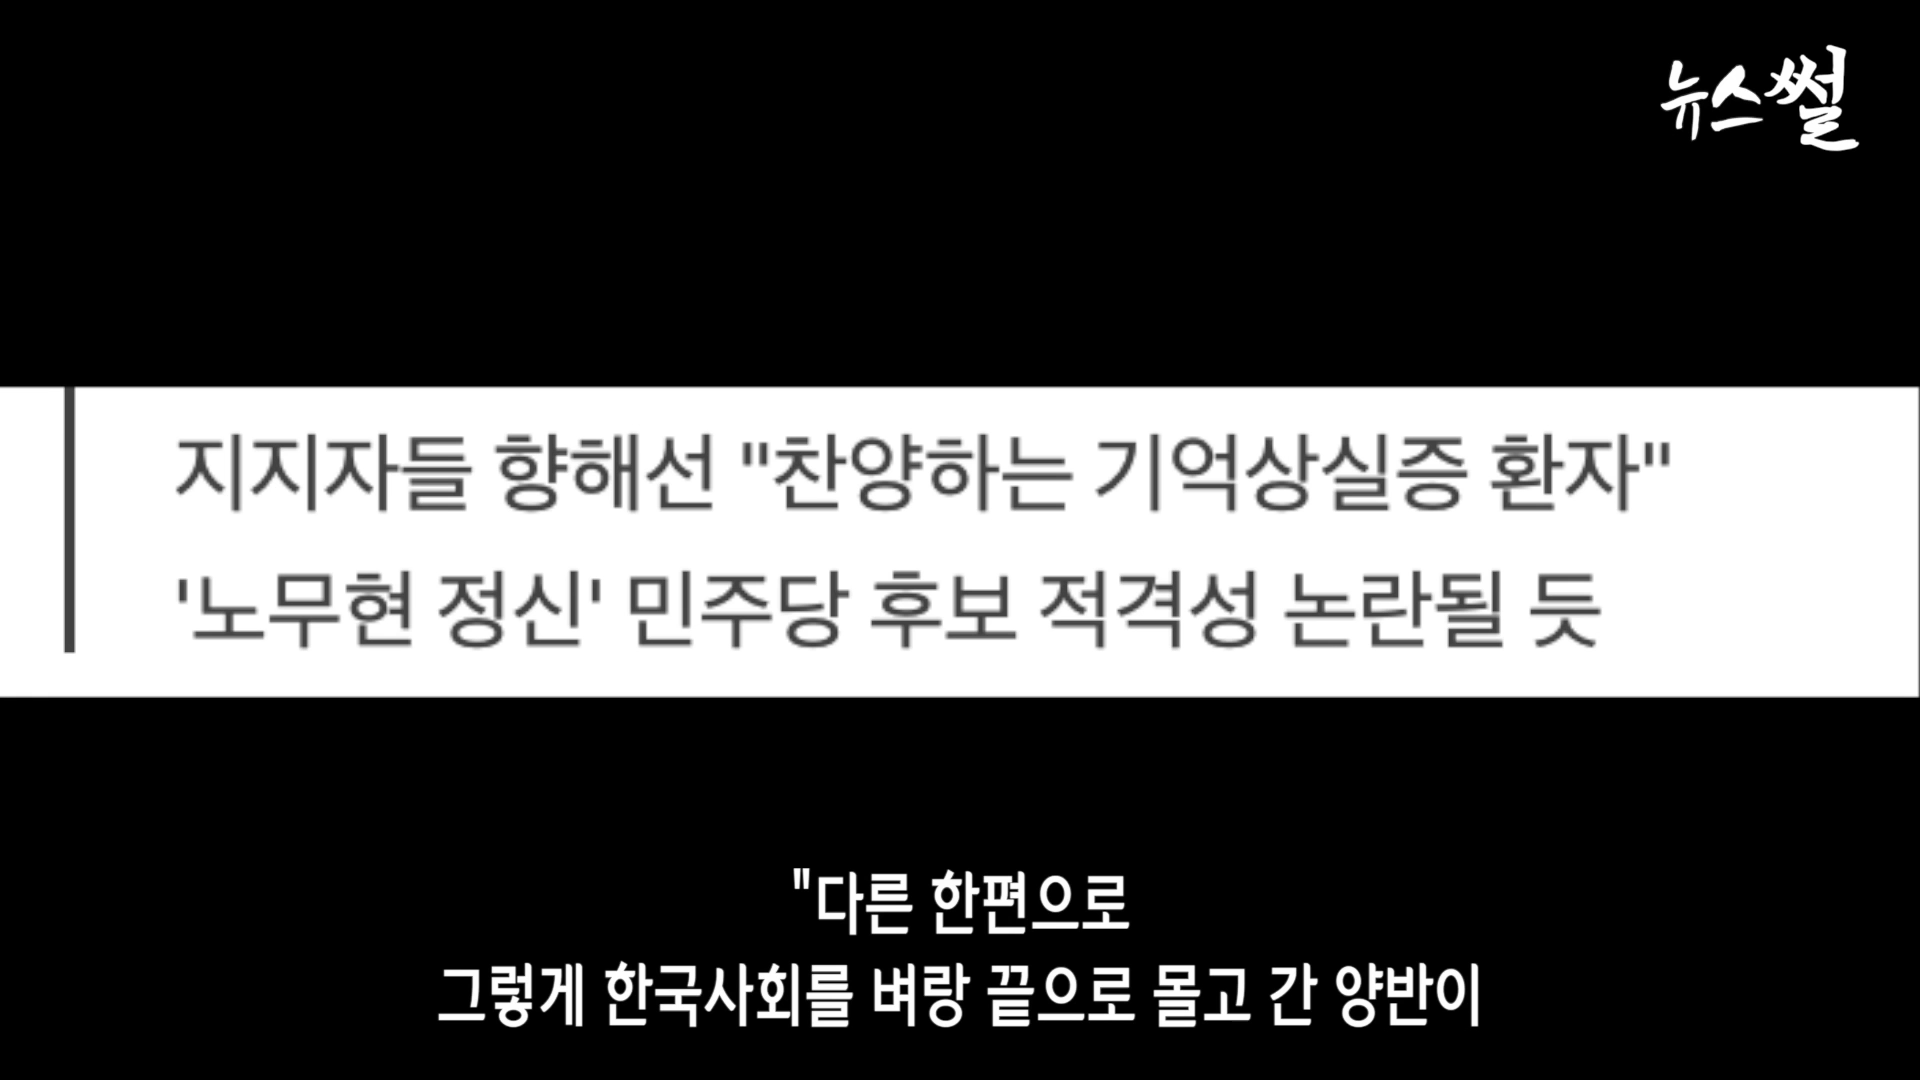 뉴스썰
지지자들 향해선 "찬양하는 기억상실증 환자"
'노무현 정신' 민주당 후보 적격성 논란될 듯
"다른 한편으로
그렇게 한국사회를 벼랑 끝으로 몰고 간 양반이